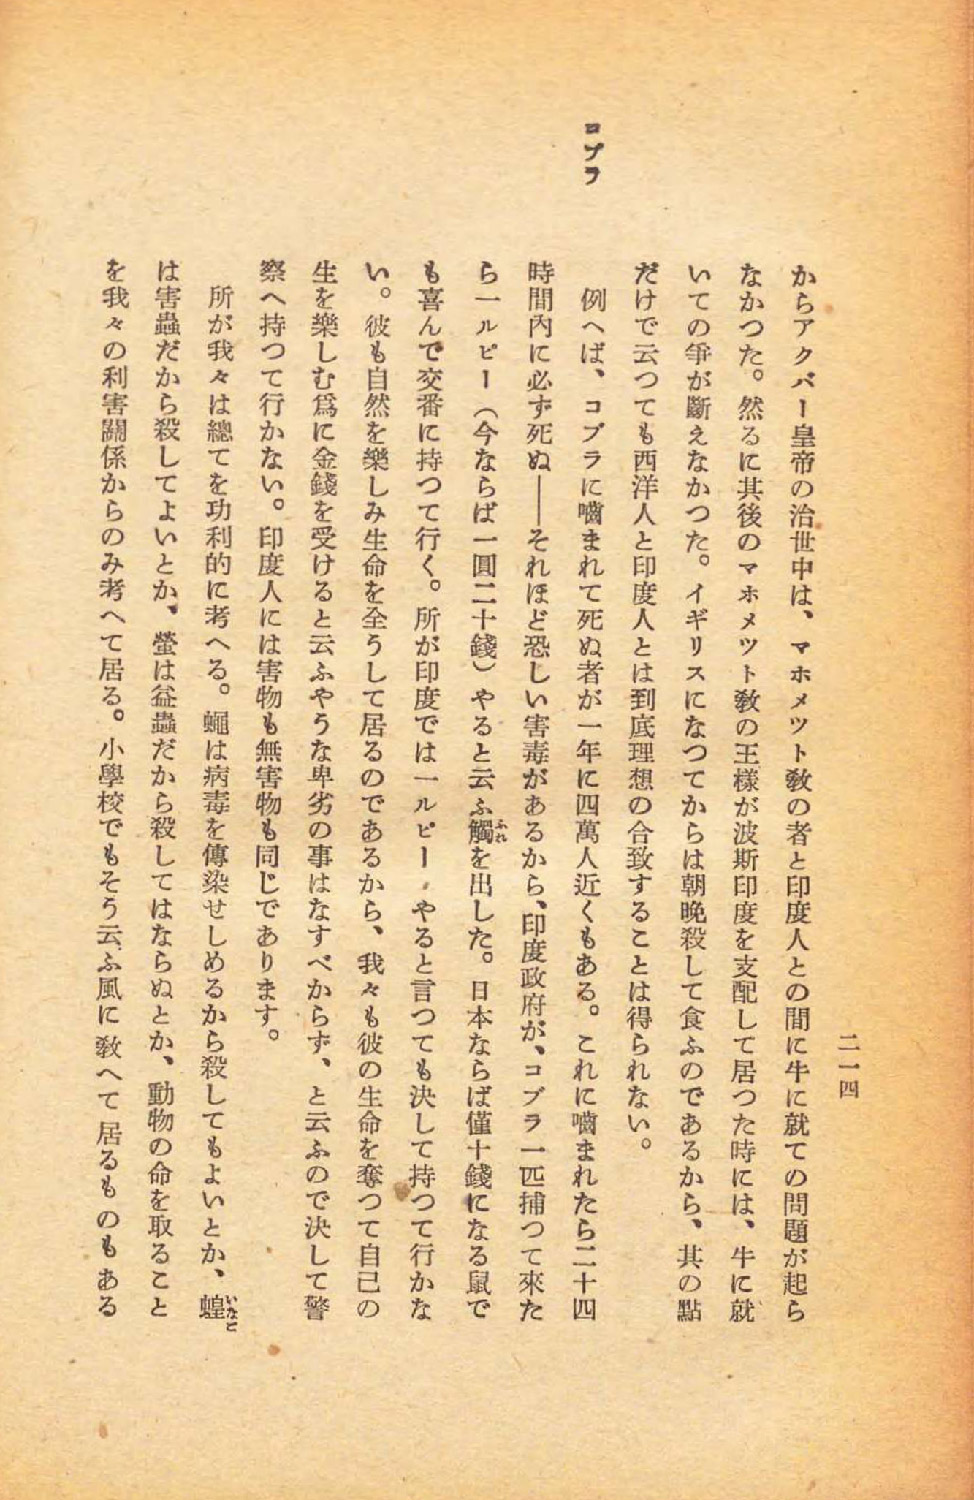 二一四
からアクバー皇帝の治世中は、マホメツト敎の者と印度人との間に牛に就ての問題が起ら
なかつた。然るに其後のマホメツト敎の王樣が波斯印度を支配して居つた時には、牛に就
いての爭が斷えなかつた。イギリスになつてからは朝晩殺して食ふのであるから、其の點
だけで云つても西洋人と印度人とは到底理想の合致することは得られない。
コブラ
例へば、コブラに嚙まれて死ぬ者が一年に四萬人近くもある。これに嚙まれたら二十四
時間內に必ず死ぬ――それほど恐しい害毒があるから、印度政府が、コブラ一匹捕つて來た
ら一ルピー（今ならば一圓二十錢）やると云ふ觸ふれを出した。日本ならば僅十錢になる鼠で
も喜んで交番に持つて行く。所が印度では一ルピー・やると言つても決して持つて行かな
い。彼も自然を樂しみ生命を全うして居るのであるから、我々も彼の生命を奪つて自己の
生を樂しむ爲に金錢を受けると云ふやうな卑劣の事はなすべからず、と云ふので決して警
察へ持つて行かない。印度人には害物も無害物も同じであります。
所が我々は總てを功利的に考へる。蠅は病毒を傳染せしめるから殺してもよいとか、蝗いなご
は害蟲だから殺してよいとか、螢は益蟲だから殺してはならぬとか、動物の命を取ること
を我々の利害關係からのみ考へて居る。小學校でもそう云ふ風に敎へて居るものもある